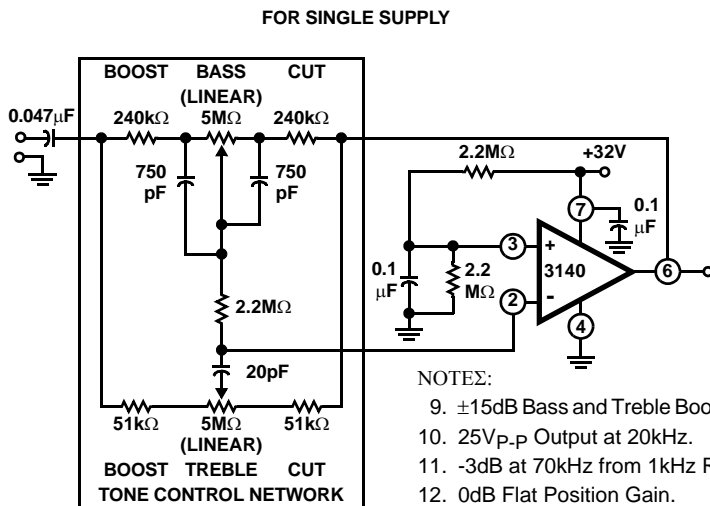 FOR SINGLE SUPPLY
BOOST BASS CUT
(LINEAR)
0.047μF
240kΩ 5MΩ 240kΩ
750
pF
750
pF
2.2MΩ
+32V
7
0.1
μF
3
+
3140
6
0.1
μF
2.2
MΩ
2
-
4
2.2MΩ
20pF
51kΩ 5MΩ 51kΩ
(LINEAR)
BOOST TREBLE CUT
TONE CONTROL NETWORK
NOTEΣ:
9. ±15dB Bass and Treble Boo
10. 25VP-P Output at 20kHz.
11. -3dB at 70kHz from 1kHz R
12. 0dB Flat Position Gain.